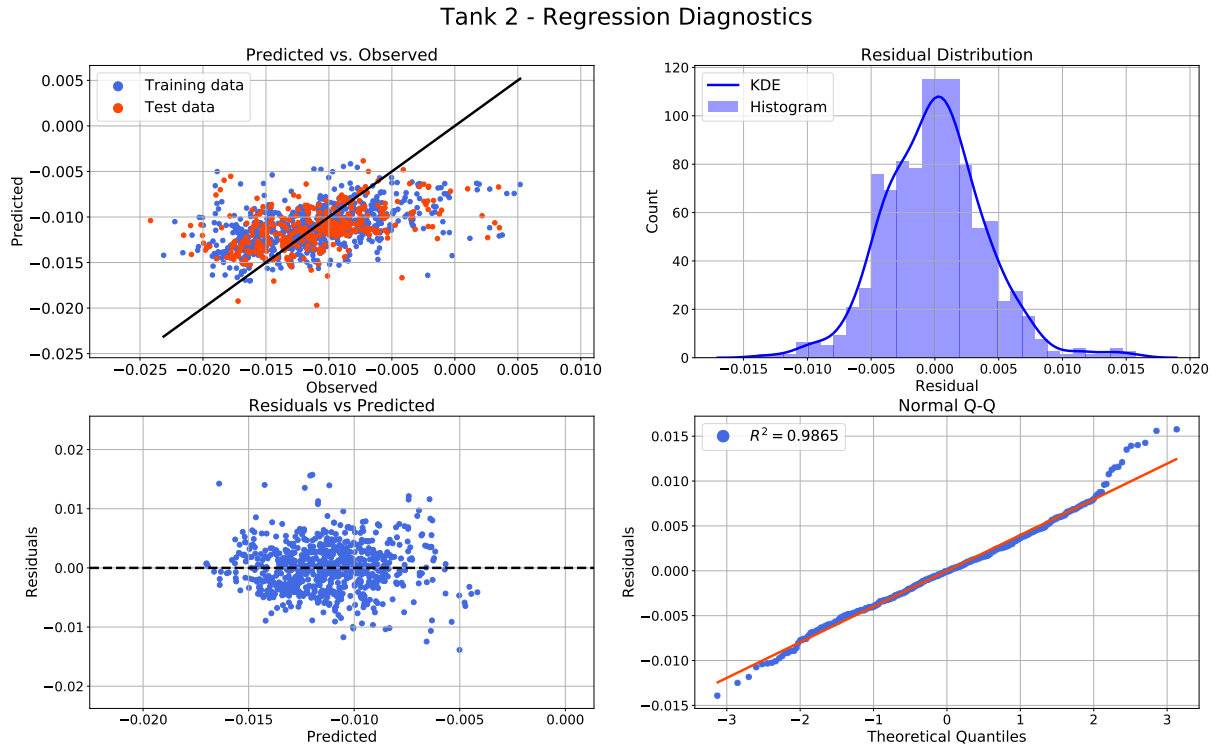 Tank 2 - Regression Diagnostics
Predicted vs. Observed
Training data
Test data
Predicted
0.005
0.000
−0.005
−0.010
−0.015
−0.020
−0.025
−0.025 −0.020 −0.015 −0.010 −0.005 0.000 0.005 0.010
Observed
Residual Distribution
KDE
Histogram
Count
120
100
80
60
40
20
0
−0.015 −0.010 −0.005 0.000 0.005 0.010 0.015 0.020
Residual
Residuals vs Predicted
Residuals
0.02
0.01
0.00
−0.01
−0.02
−0.020 −0.015 −0.010 −0.005 0.000
Predicted
Normal Q-Q
R² = 0.9865
Residuals
0.015
0.010
0.005
0.000
−0.005
−0.010
−0.015
−3 −2 −1 0 1 2 3
Theoretical Quantiles